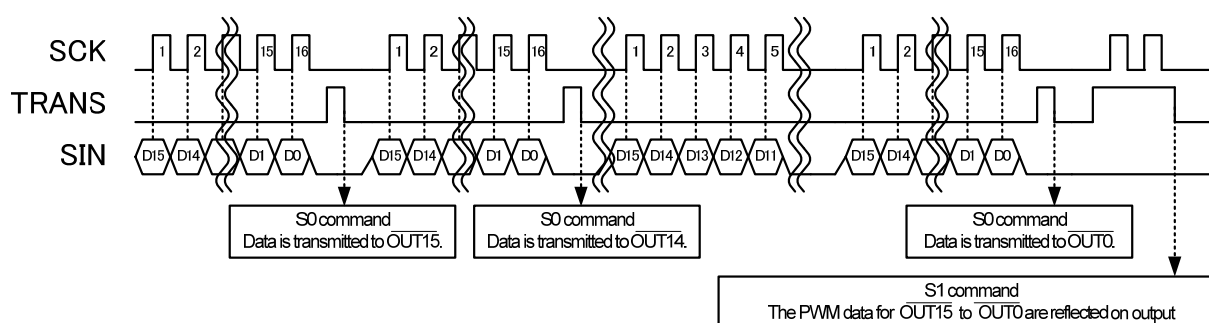 SCK 1 2 15 16 1 2 15 16 1 2 3 4 5 1 2 15 16
TRANS
SIN D15 D14 D1 D0 D15 D14 D1 D0 D15 D14 D13 D12 D11 D15 D14 D1 D0
S0 command
Data is transmitted to OUT15.
S0 command
Data is transmitted to OUT14.
S0 command
Data is transmitted to OUT0.
S1 command
The PWM data for OUT15 to OUT0 are reflected on output